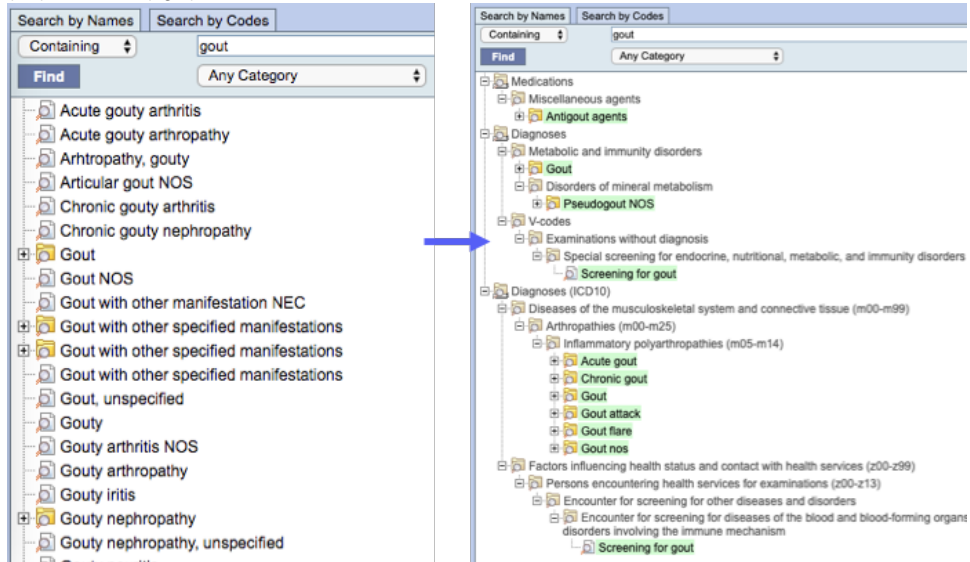 Search by Names
Search by Codes
Containing
gout
Find
Any Category
Acute gouty arthritis
Acute gouty arthropathy
Arhtropathy, gouty
Articular gout NOS
Chronic gouty arthritis
Chronic gouty nephropathy
Gout
Gout NOS
Gout with other manifestation NEC
Gout with other specified manifestations
Gout with other specified manifestations
Gout with other specified manifestations
Gout, unspecified
Gouty
Gouty arthritis NOS
Gouty arthropathy
Gouty iritis
Gouty nephropathy
Gouty nephropathy, unspecified
Search by Names
Search by Codes
Containing
gout
Find
Any Category
Medications
Miscellaneous agents
Antigout agents
Diagnoses
Metabolic and immunity disorders
Gout
Disorders of mineral metabolism
Pseudogout NOS
V-codes
Examinations without diagnosis
Special screening for endocrine, nutritional, metabolic, and immunity disorders
Screening for gout
Diagnoses (ICD10)
Diseases of the musculoskeletal system and connective tissue (m00-m99)
Arthropathies (m00-m25)
Inflammatory polyarthropathies (m05-m14)
Acute gout
Chronic gout
Gout
Gout attack
Gout flare
Gout nos
Factors influencing health status and contact with health services (z00-z99)
Persons encountering health services for examinations (z00-z13)
Encounter for screening for other diseases and disorders
Encounter for screening for diseases of the blood and blood-forming organs
disorders involving the immune mechanism
Screening for gout